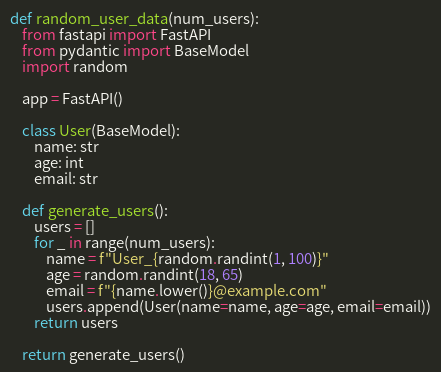 def random_user_data(num_users):
    from fastapi import FastAPI
    from pydantic import BaseModel
    import random

    app = FastAPI()

    class User(BaseModel):
        name: str
        age: int
        email: str

    def generate_users():
        users = []
        for _ in range(num_users):
            name = f"User_{random.randint(1, 100)}"
            age = random.randint(18, 65)
            email = f"{name.lower()}@example.com"
            users.append(User(name=name, age=age, email=email))
        return users

    return generate_users()